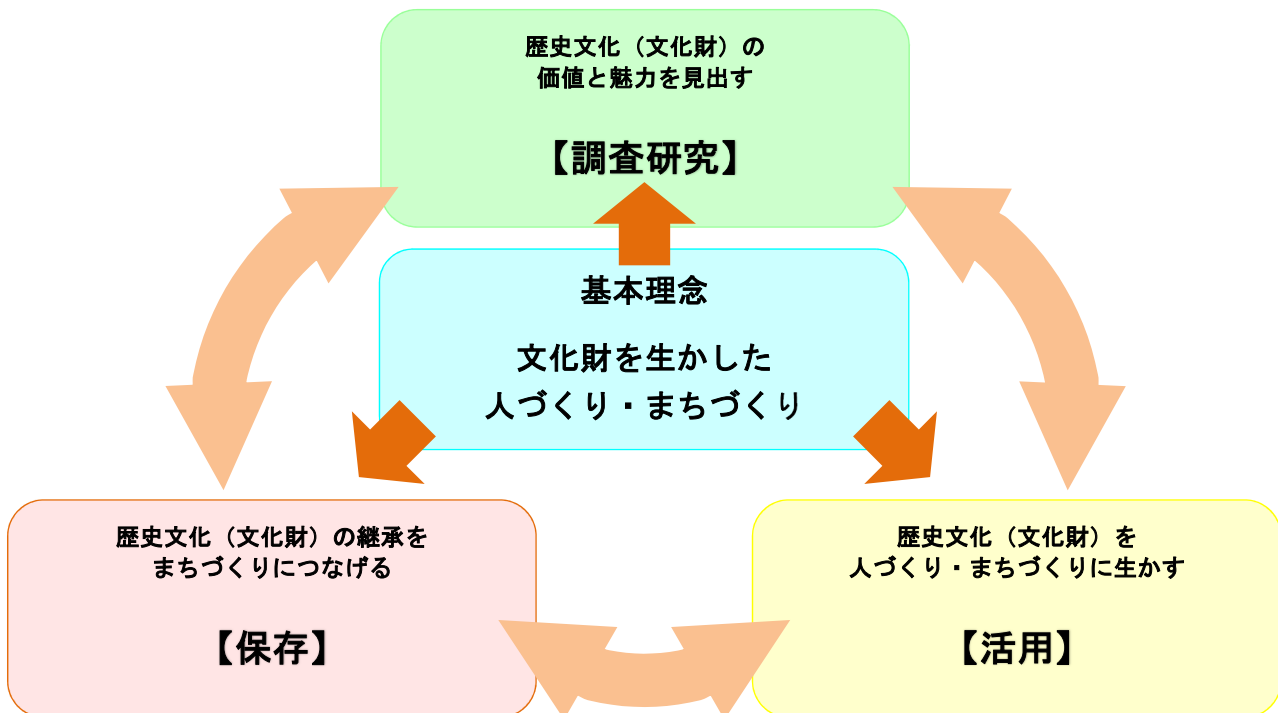 歴史文化（文化財）の
価値と魅力を見出す
【調査研究】
基本理念
文化財を生かした
人づくり・まちづくり
歴史文化（文化財）の継承を
まちづくりにつなげる
【保存】
歴史文化（文化財）を
人づくり・まちづくりに生かす
【活用】